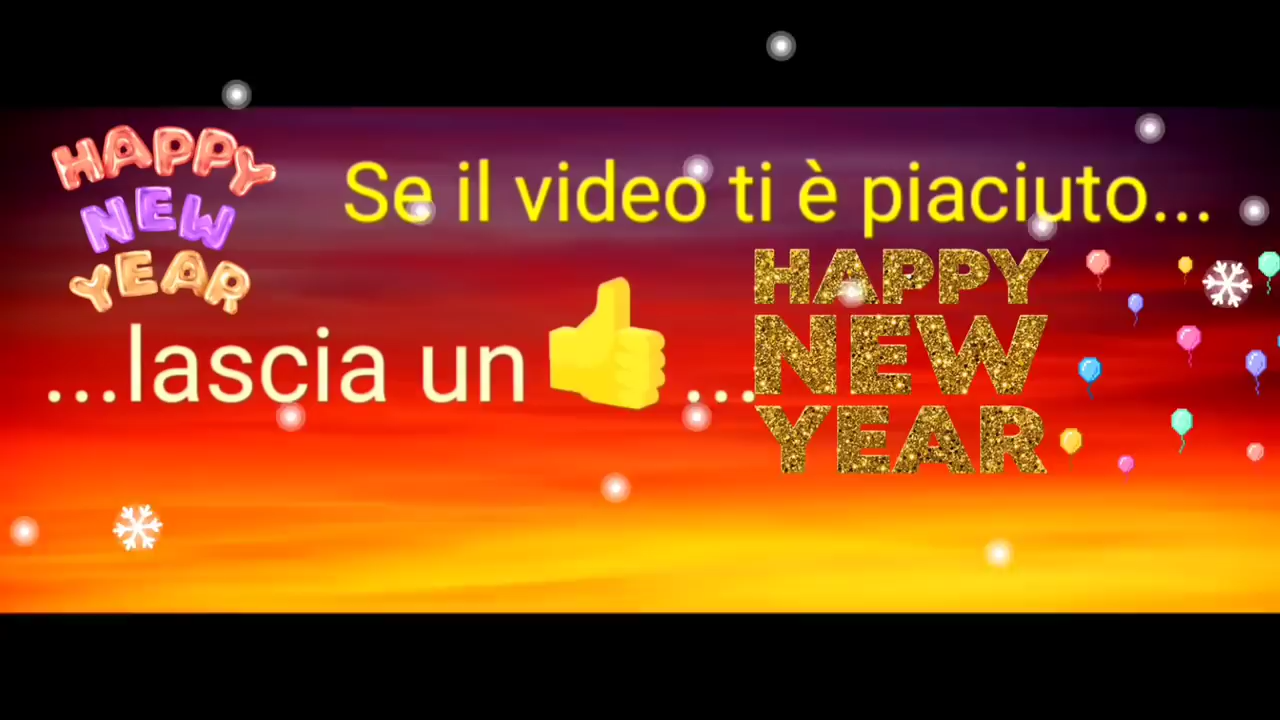 HAPPY
NEW
YEAR
Se il video ti è piaciuto...
...lascia un 👍...
HAPPY
NEW
YEAR